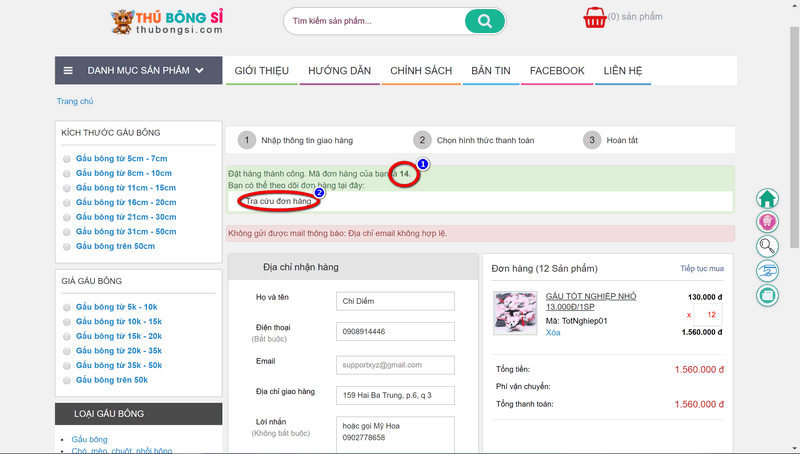 THÚ BÔNG SỈ
thubongsi.com
Tìm kiếm sản phẩm...
(0) sản phẩm
DANH MỤC SẢN PHẨM
GIỚI THIỆU
HƯỚNG DẪN
CHÍNH SÁCH
BẢN TIN
FACEBOOK
LIÊN HỆ
Trang chủ
KÍCH THƯỚC GẤU BÔNG
Gấu bông từ 5cm - 7cm
Gấu bông từ 8cm - 10cm
Gấu bông từ 11cm - 15cm
Gấu bông từ 16cm - 20cm
Gấu bông từ 21cm - 30cm
Gấu bông từ 31cm - 50cm
Gấu bông trên 50cm
GIÁ GẤU BÔNG
Gấu bông từ 5k - 10k
Gấu bông từ 10k - 15k
Gấu bông từ 15k - 20k
Gấu bông từ 20k - 35k
Gấu bông từ 35k - 50k
Gấu bông trên 50k
LOẠI GẤU BÔNG
Gấu bông
Chó, mèo, chuột, nhồi bông
1 Nhập thông tin giao hàng
2 Chọn hình thức thanh toán
3 Hoàn tất
Đặt hàng thành công. Mã đơn hàng của bạn là 14.
1
Bạn có thể theo dõi đơn hàng tại đây:
2
Tra cứu đơn hàng
Không gửi được mail thông báo: Địa chỉ email không hợp lệ.
Địa chỉ nhận hàng
Họ và tên
Chi Diễm
Điện thoại
(Bắt buộc)
0908914446
Email
supportxyz@gmail.com
Địa chỉ giao hàng
159 Hai Ba Trung, p.6, q 3
Lời nhắn
(Không bắt buộc)
hoặc gọi Mỹ Hoa
0902778658
Đơn hàng (12 Sản phẩm)
Tiếp tục mua
GẤU TỐT NGHIỆP NHỎ
13.000Đ/1SP
Mã: TotNghiep01
Xóa
130.000 đ
x 12
1.560.000 đ
Tổng tiền: 1.560.000 đ
Phí vận chuyển:
Tổng thanh toán: 1.560.000 đ